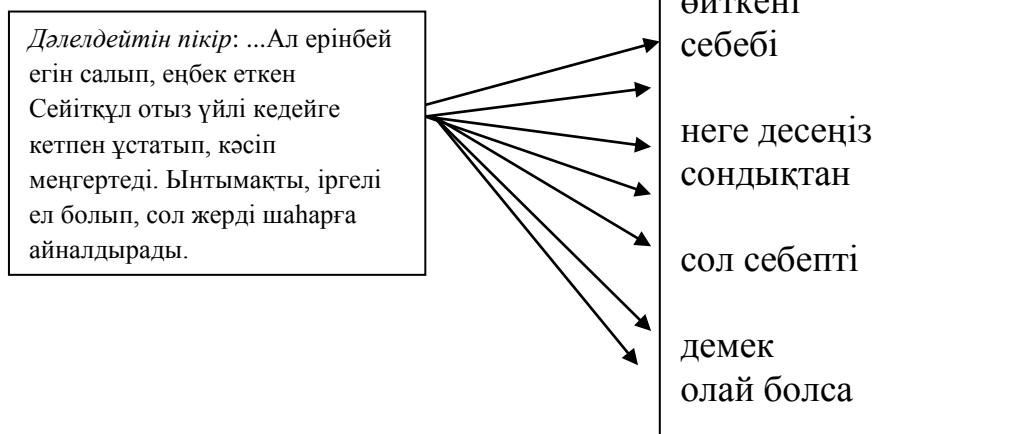 Дәлелдейтін пікір: ...Ал ерінбей
егін салып, еңбек еткен
Сейітқұл отыз үйлі кедейге
кетпен ұстатып, кәсіп
меңгертеді. Ынтымақты, іргелі
ел болып, сол жерді шаһарға
айналдырады.
өйткені
себебі
неге десеңіз
сондықтан
сол себепті
демек
олай болса